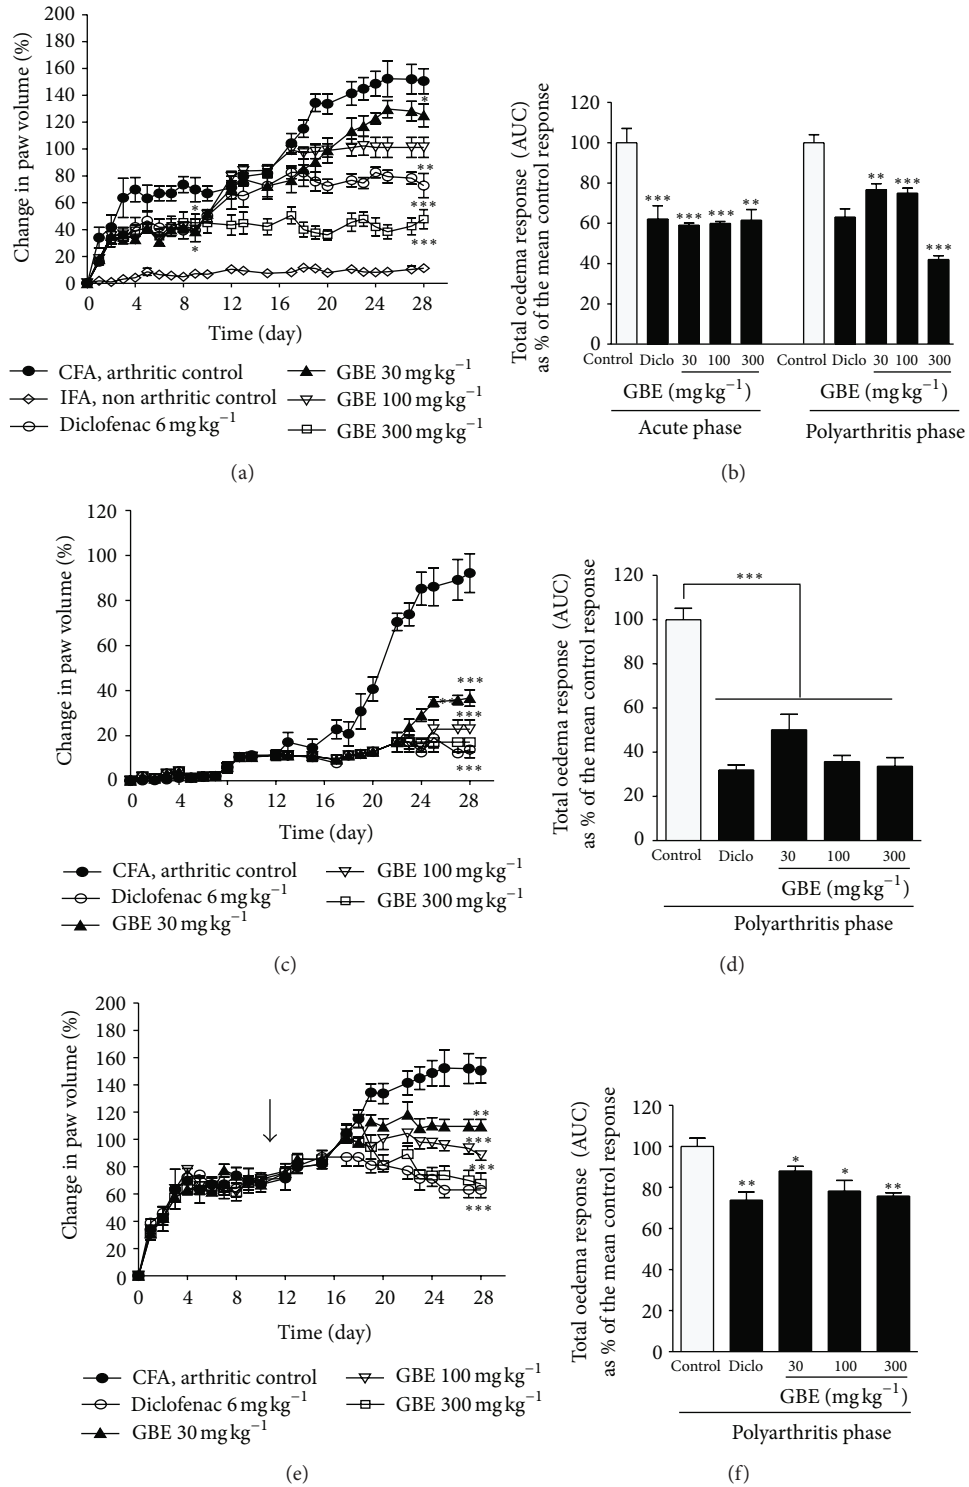 Change in paw volume (%)
200
180
160
140
120
100
80
60
40
20
0
*
*
*
**
***
***
0 4 8 12 16 20 24 28
Time (day)
CFA, arthritic control
IFA, non arthritic control
Diclofenac 6 mg kg−1
GBE 30 mg kg−1
GBE 100 mg kg−1
GBE 300 mg kg−1
(a)
Total oedema response (AUC)
as % of the mean control response
120
100
80
60
40
20
0
*** *** *** **
** *** ***
Control Diclo 30 100 300 Control Diclo 30 100 300
GBE (mg kg−1) GBE (mg kg−1)
Acute phase Polyarthritis phase
(b)
Change in paw volume (%)
120
100
80
60
40
20
0
***
**
***
***
0 4 8 12 16 20 24 28
Time (day)
CFA, arthritic control
Diclofenac 6 mg kg−1
GBE 30 mg kg−1
GBE 100 mg kg−1
GBE 300 mg kg−1
(c)
Total oedema response (AUC)
as % of the mean control response
120
100
80
60
40
20
0
***
Control Diclo 30 100 300
GBE (mg kg−1)
Polyarthritis phase
(d)
Change in paw volume (%)
200
180
160
140
120
100
80
60
40
20
0
**
***
***
***
0 4 8 12 16 20 24 28
Time (day)
CFA, arthritic control
Diclofenac 6 mg kg−1
GBE 30 mg kg−1
GBE 100 mg kg−1
GBE 300 mg kg−1
(e)
Total oedema response (AUC)
as % of the mean control response
120
100
80
60
40
20
0
** * * **
Control Diclo 30 100 300
GBE (mg kg−1)
Polyarthritis phase
(f)